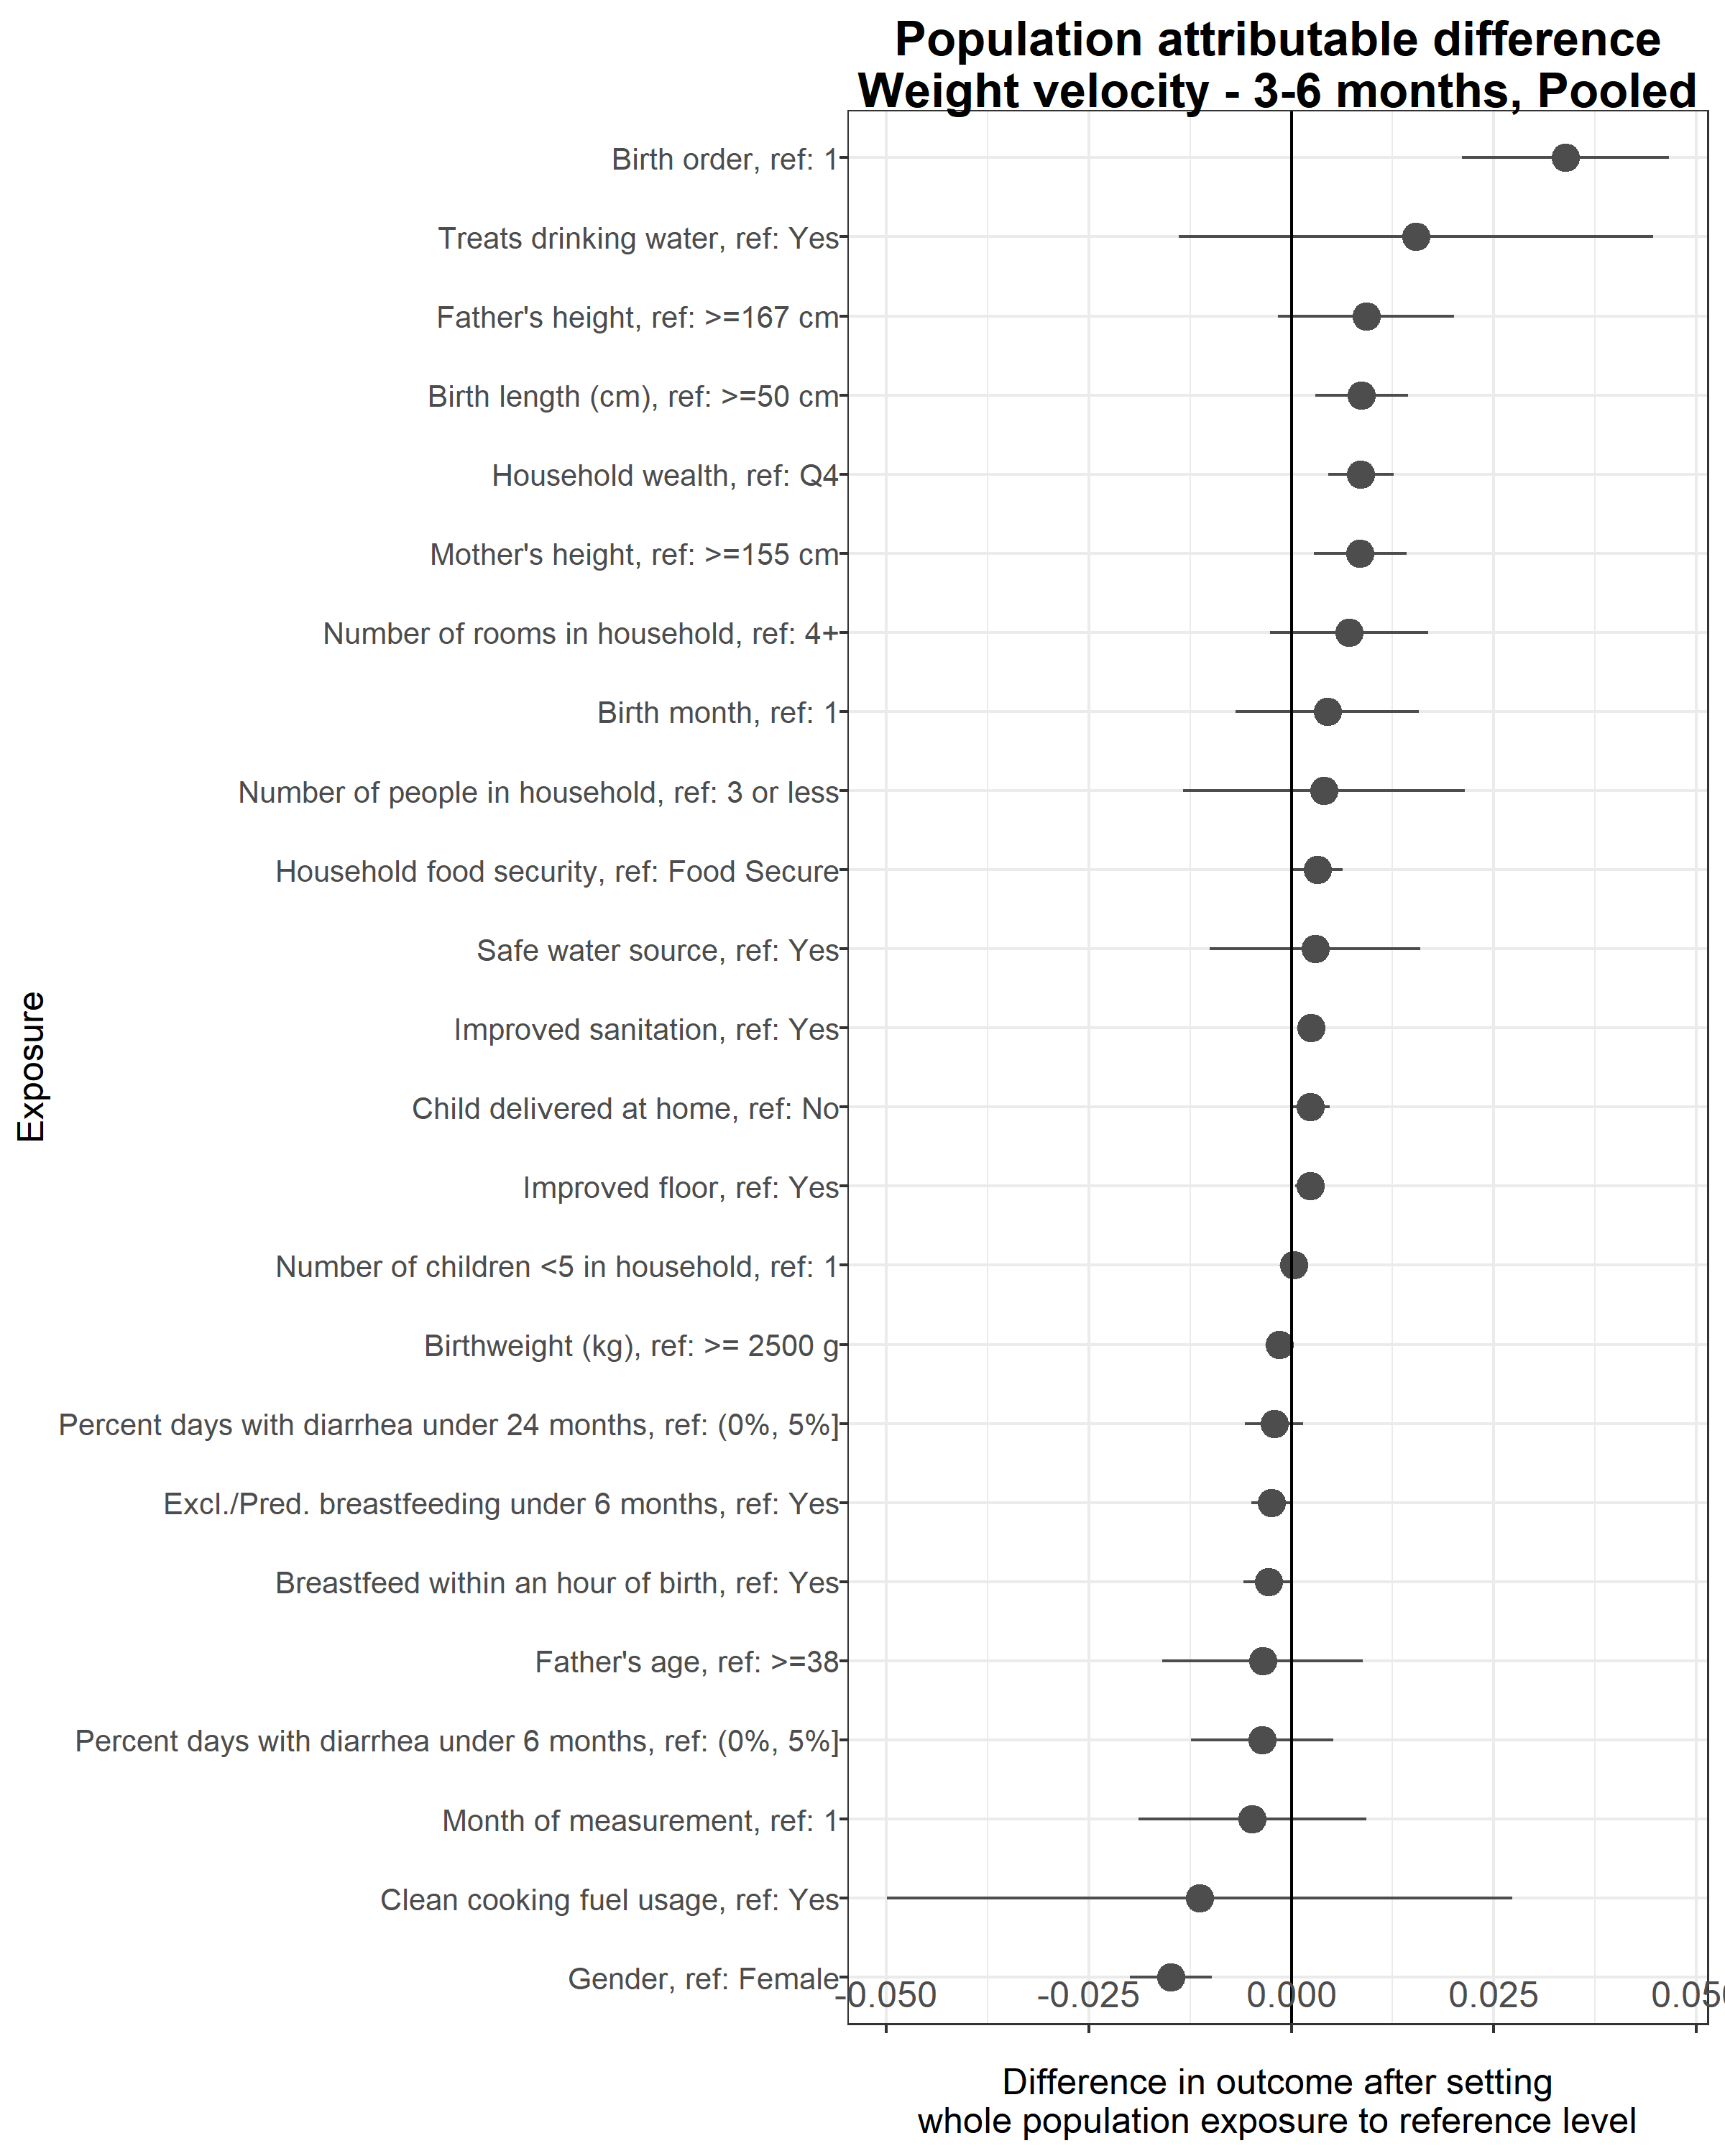 Population attributable difference
Weight velocity - 3-6 months, Pooled
Birth order, ref: 1
Treats drinking water, ref: Yes
Father's height, ref: >=167 cm
Birth length (cm), ref: >=50 cm
Household wealth, ref: Q4
Mother's height, ref: >=155 cm
Number of rooms in household, ref: 4+
Birth month, ref: 1
Number of people in household, ref: 3 or less
Household food security, ref: Food Secure
Safe water source, ref: Yes
Improved sanitation, ref: Yes
Child delivered at home, ref: No
Improved floor, ref: Yes
Number of children <5 in household, ref: 1
Birthweight (kg), ref: >= 2500 g
Percent days with diarrhea under 24 months, ref: (0%, 5%]
Excl./Pred. breastfeeding under 6 months, ref: Yes
Breastfeed within an hour of birth, ref: Yes
Father's age, ref: >=38
Percent days with diarrhea under 6 months, ref: (0%, 5%]
Month of measurement, ref: 1
Clean cooking fuel usage, ref: Yes
Gender, ref: Female
Exposure
-0.050 -0.025 0.000 0.025 0.050
Difference in outcome after setting
whole population exposure to reference level